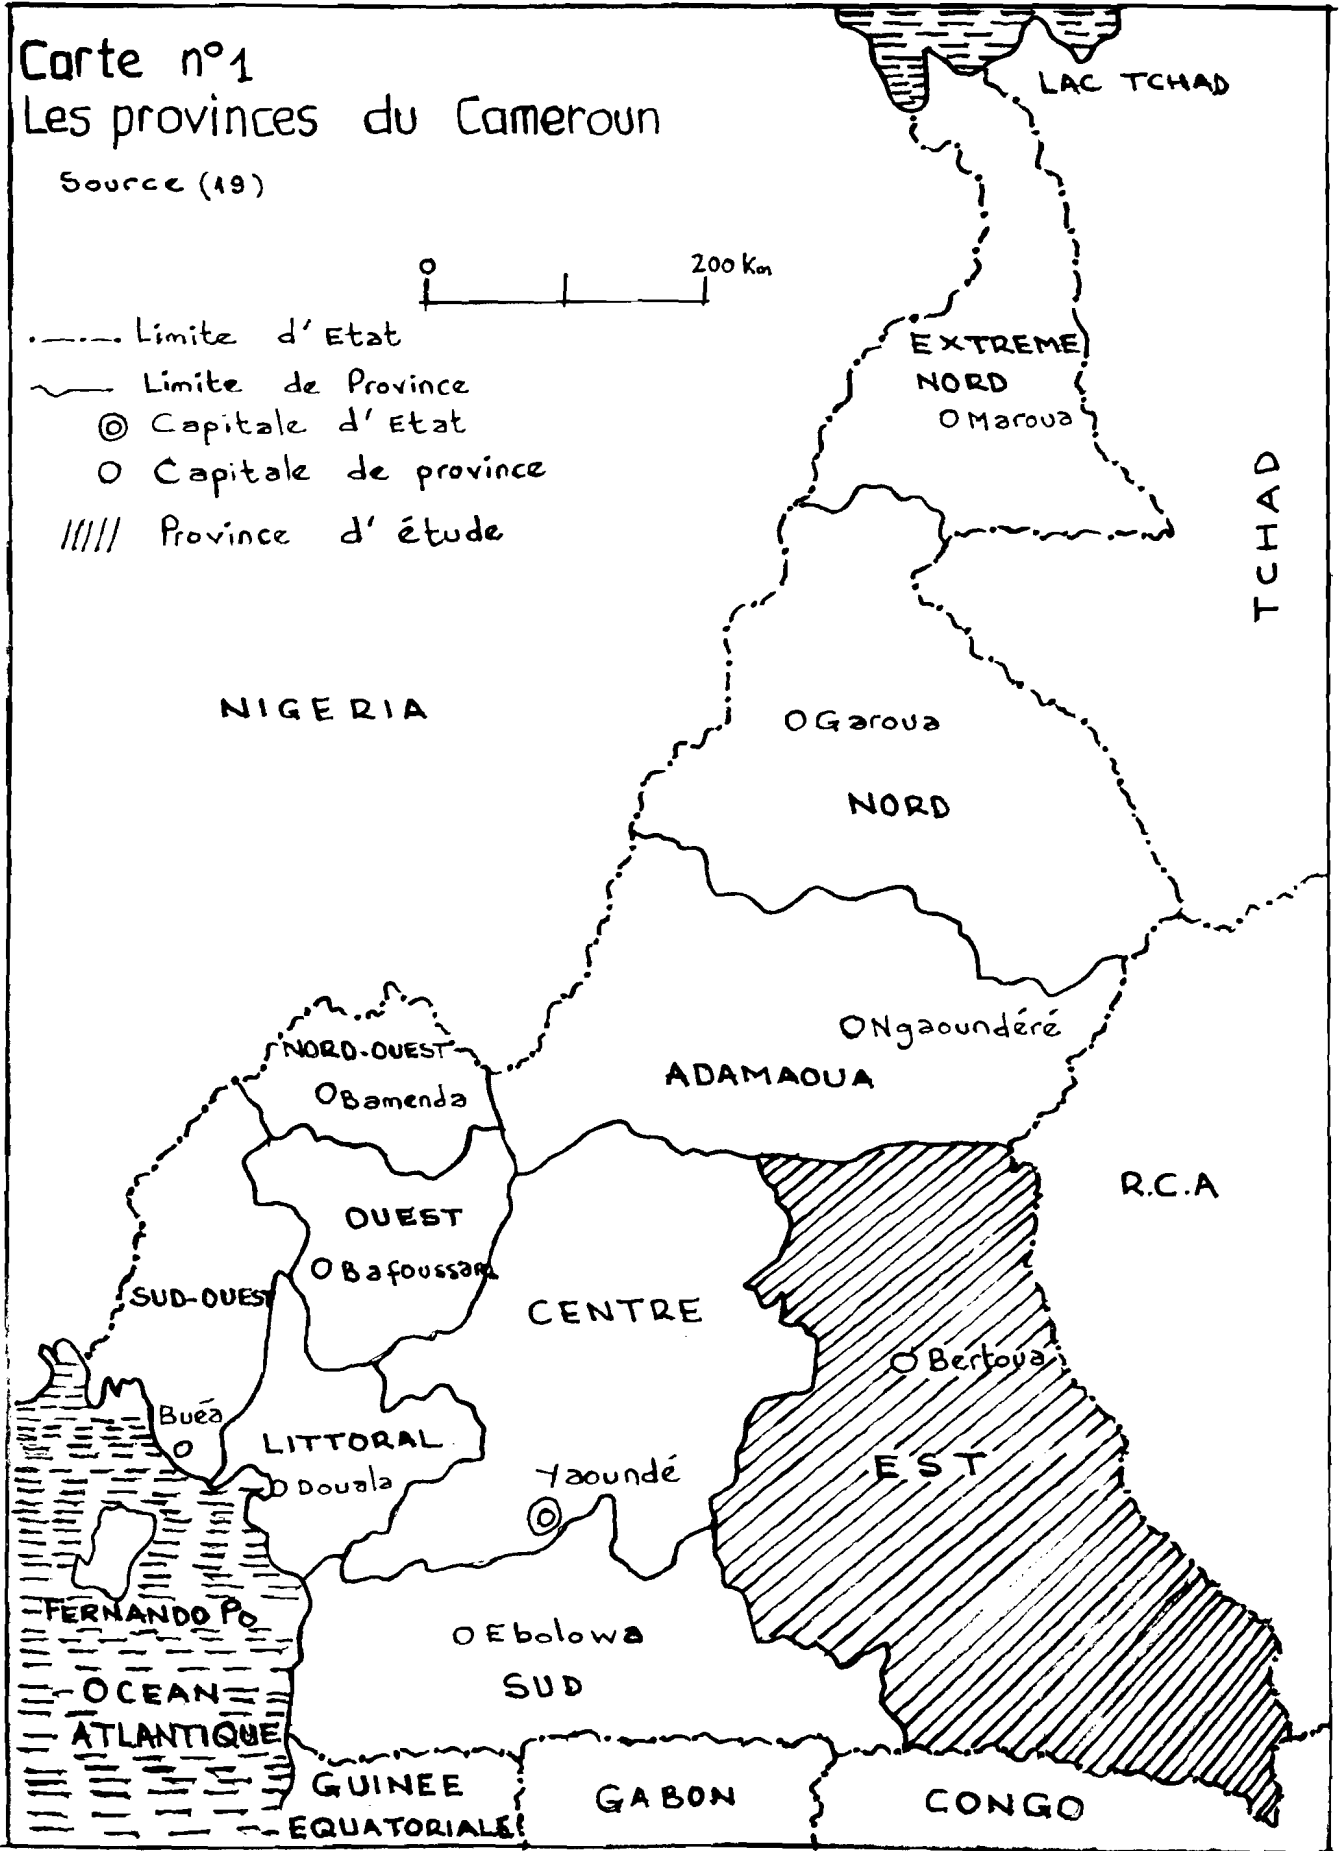 Carte n°1
Les provinces du Cameroun
Source (19)
0 200 Km
Limite d'Etat
Limite de Province
Capitale d'Etat
Capitale de province
Province d'étude
LAC TCHAD
EXTREME
NORD
Maroua
TCHAD
NIGERIA
Garoua
NORD
Ngaoundéré
ADAMAOUA
NORD-OUEST
Bamenda
R.C.A
OUEST
Bafoussam
SUD-OUEST
CENTRE
Bertoua
Buéa
LITTORAL
Douala
Yaoundé
EST
FERNANDO PO
Ebolowa
SUD
OCEAN
ATLANTIQUE
GUINEE
EQUATORIALE
GABON
CONGO